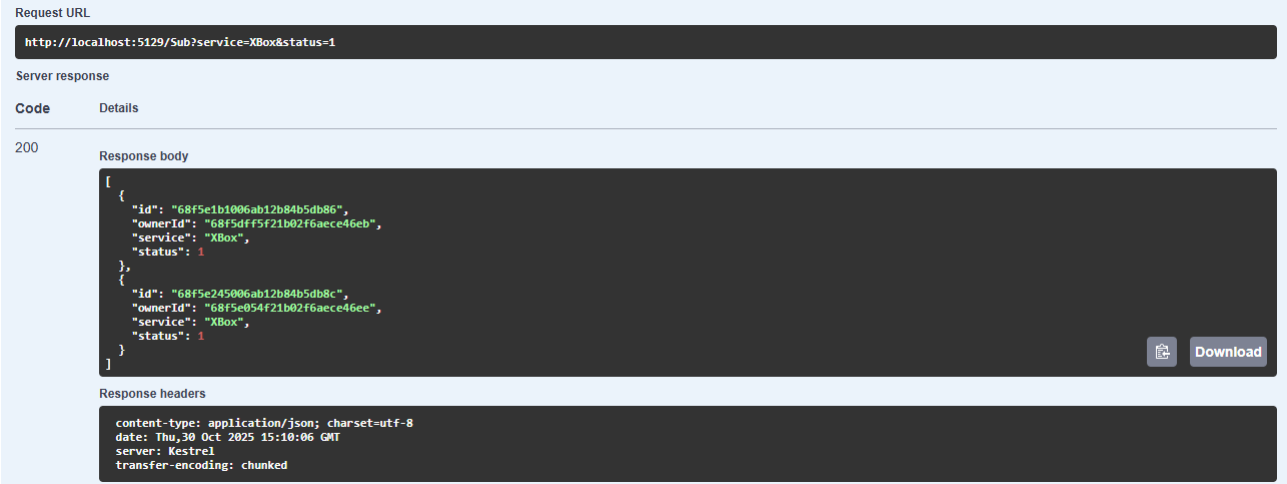 Request URL
http://localhost:5129/Sub?service=XBox&status=1
Server response
Code Details
200
Response body
[
  {
    "id": "68f5e1b1006ab12b84b5db86",
    "ownerId": "68f5dff5f21b02f6aece46eb",
    "service": "XBox",
    "status": 1
  },
  {
    "id": "68f5e245006ab12b84b5db8c",
    "ownerId": "68f5e054f21b02f6aece46ee",
    "service": "XBox",
    "status": 1
  }
]
Download
Response headers
content-type: application/json; charset=utf-8
date: Thu,30 Oct 2025 15:10:06 GMT
server: Kestrel
transfer-encoding: chunked